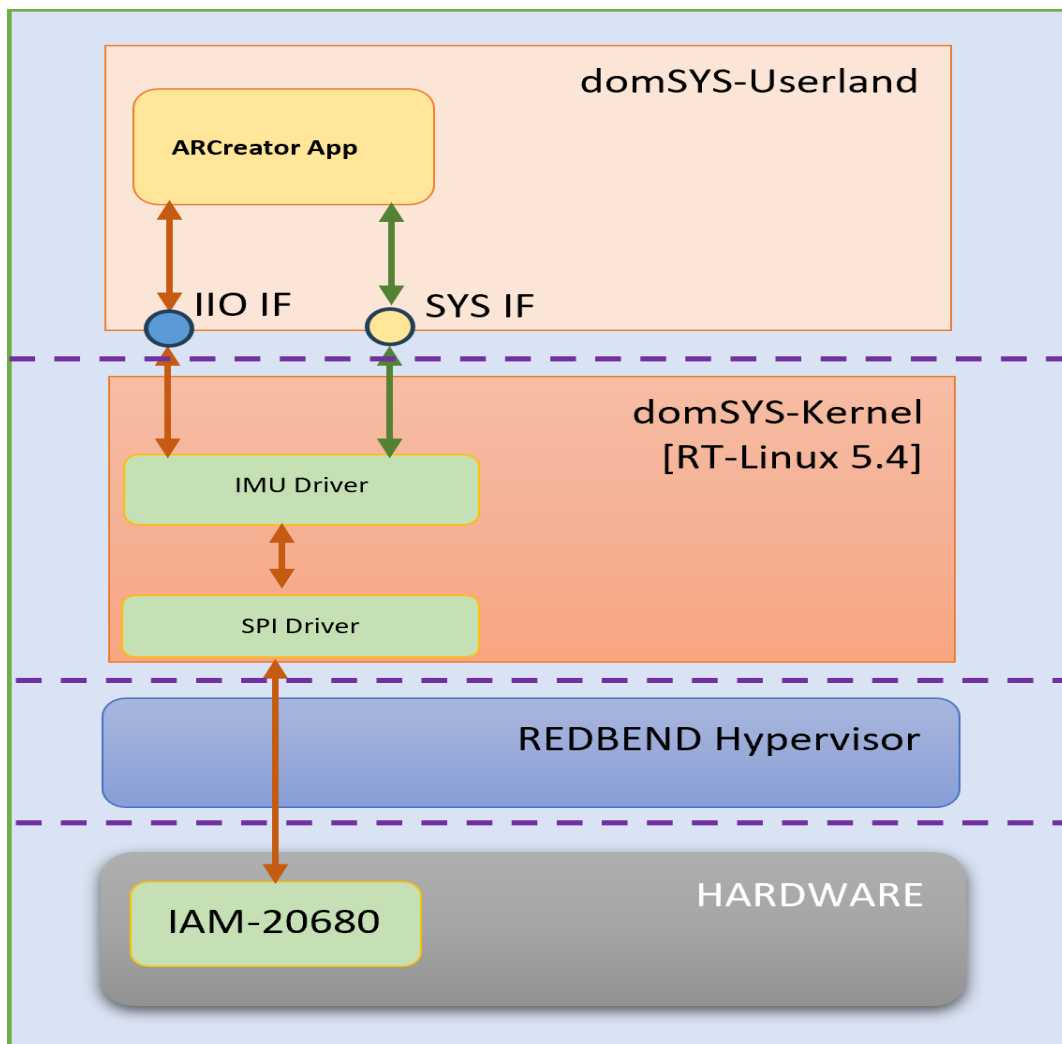 domSYS-Userland
ARCreator App
IIO IF
SYS IF
domSYS-Kernel
[RT-Linux 5.4]
IMU Driver
SPI Driver
REDBEND Hypervisor
HARDWARE
IAM-20680